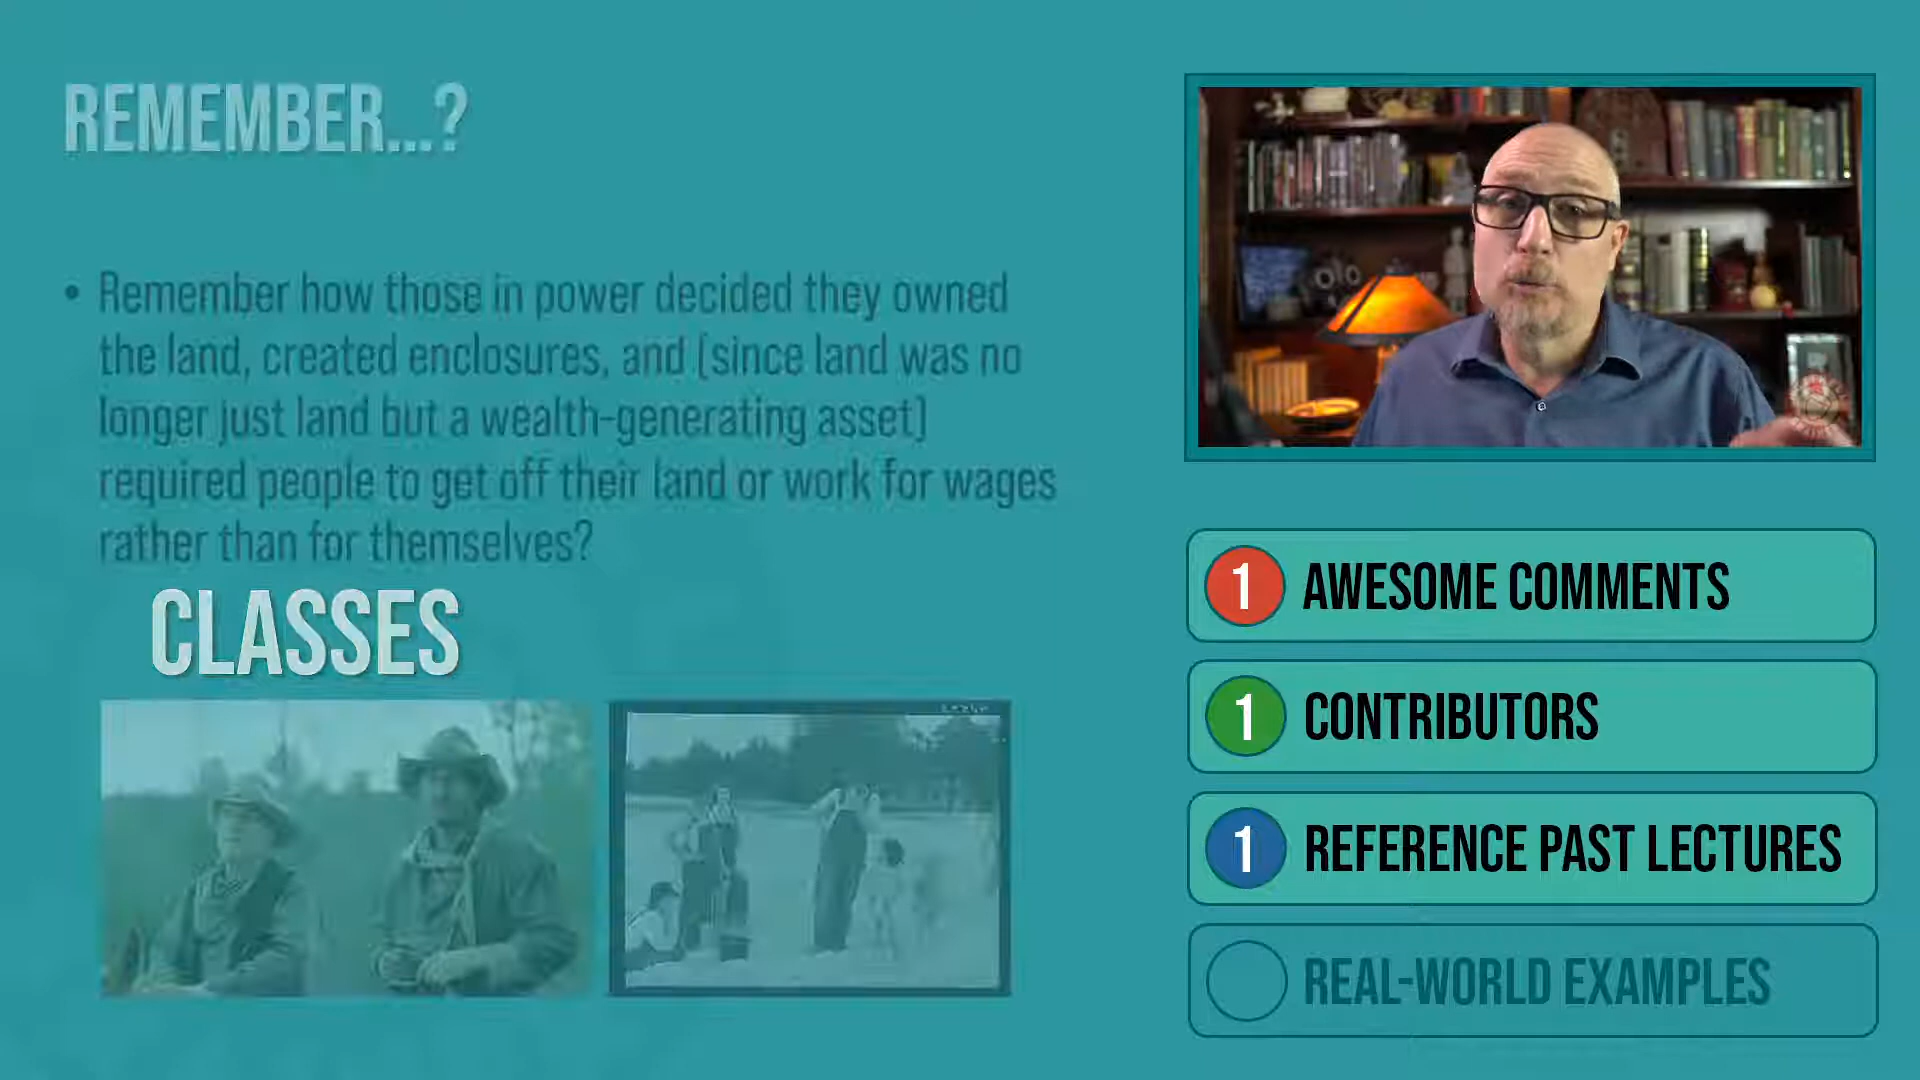 REMEMBER...?
• Remember how those in power decided they owned
the land, created enclosures, and (since land was no
longer just land but a wealth-generating asset)
required people to get off their land or work for wages
rather than for themselves?
CLASSES
1 AWESOME COMMENTS
1 CONTRIBUTORS
1 REFERENCE PAST LECTURES
REAL-WORLD EXAMPLES